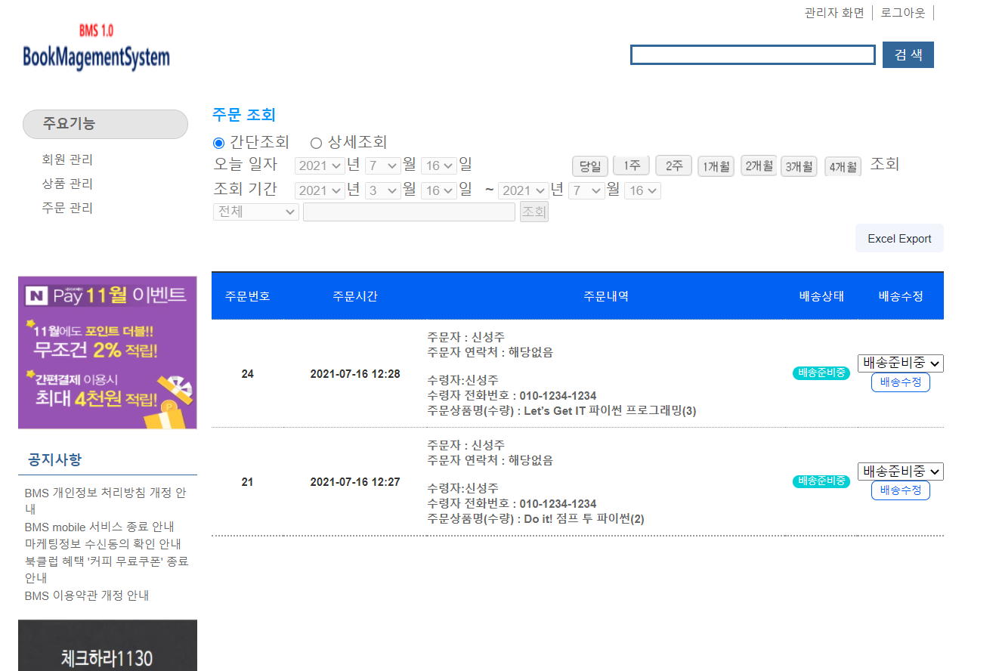 관리자 화면 로그아웃
BMS 1.0
BookMagementSystem
검 색
주요기능
회원 관리
상품 관리
주문 관리
주문 조회
간단조회 상세조회
오늘 일자 2021 년 7 월 16 일 당일 1주 2주 1개월 2개월 3개월 4개월 조회
조회 기간 2021 년 3 월 16 일 ~ 2021 년 7 월 16
전체 조회
Excel Export
주문번호 주문시간 주문내역 배송상태 배송수정
24 2021-07-16 12:28
주문자 : 신성주
주문자 연락처 : 해당없음
수령자:신성주
수령자 전화번호 : 010-1234-1234
주문상품명(수량) : Let's Get IT 파이썬 프로그래밍(3)
배송준비중
배송준비중
배송수정
21 2021-07-16 12:27
주문자 : 신성주
주문자 연락처 : 해당없음
수령자:신성주
수령자 전화번호 : 010-1234-1234
주문상품명(수량) : Do it! 점프 투 파이썬(2)
배송준비중
배송준비중
배송수정
N Pay 11월 이벤트
11월에도 포인트 더블!!
무조건 2% 적립!
간편결제 이용시
최대 4천원 적립!
P
공지사항
BMS 개인정보 처리방침 개정 안
내
BMS mobile 서비스 종료 안내
마케팅정보 수신동의 확인 안내
북클럽 혜택 '커피 무료쿠폰' 종료
안내
BMS 이용약관 개정 안내
체크하라1130